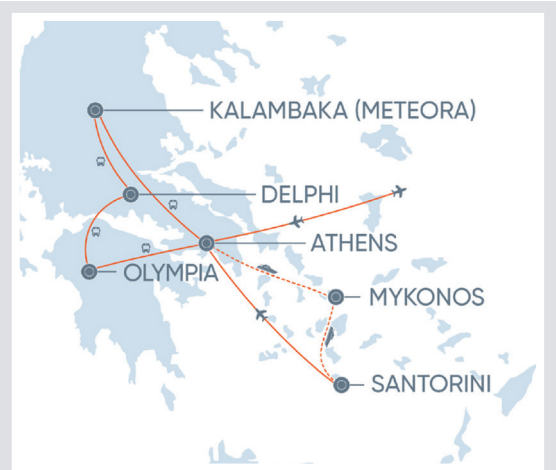 KALAMBAKA (METEORA)
DELPHI
ATHENS
OLYMPIA
MYKONOS
SANTORINI